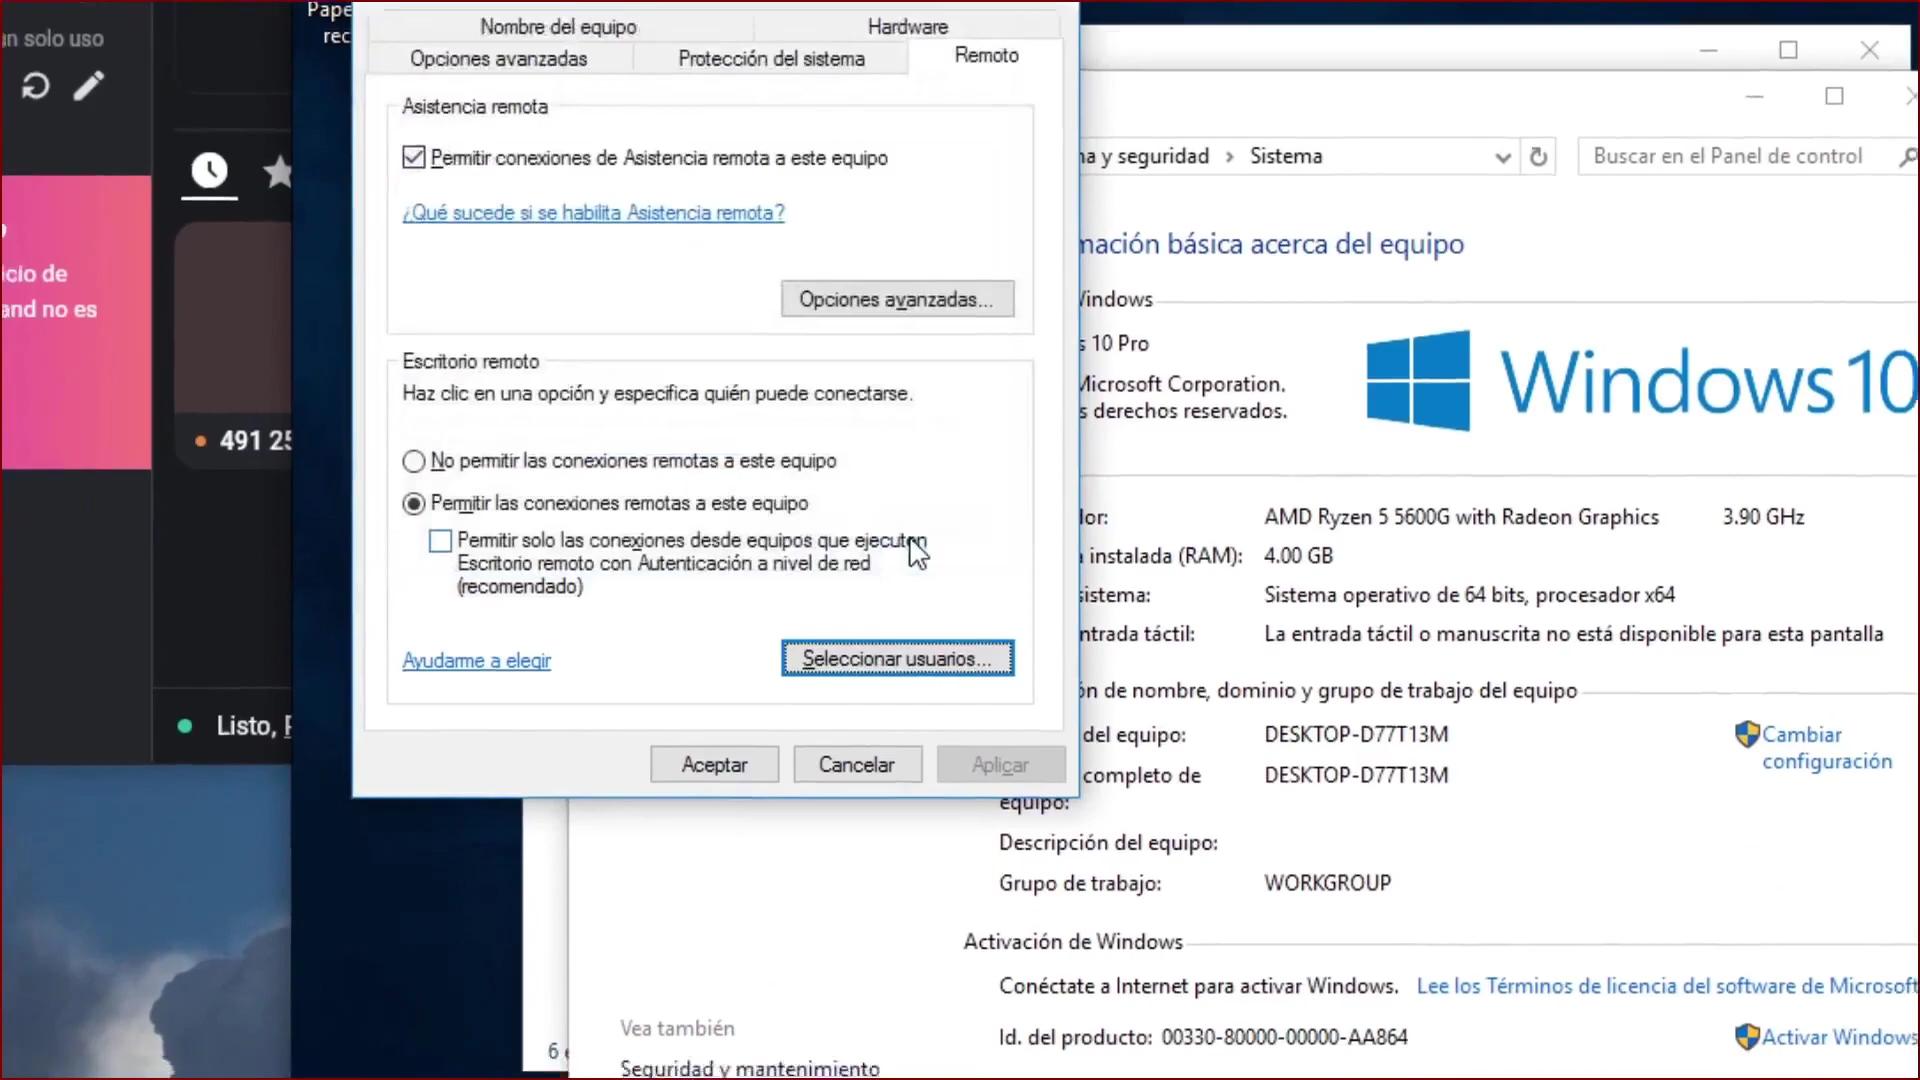 Pape
rec
n solo uso
cio de
and no es
491 25
Listo,
Nombre del equipo
Hardware
Opciones avanzadas
Protección del sistema
Remoto
Asistencia remota
Permitir conexiones de Asistencia remota a este equipo
¿Qué sucede si se habilita Asistencia remota?
Opciones avanzadas...
Escritorio remoto
Haz clic en una opción y especifica quién puede conectarse.
No permitir las conexiones remotas a este equipo
Permitir las conexiones remotas a este equipo
Permitir solo las conexiones desde equipos que ejecuten
Escritorio remoto con Autenticación a nivel de red
(recomendado)
Ayudarme a elegir
Seleccionar usuarios...
Aceptar
Cancelar
Aplicar
na y seguridad > Sistema
Buscar en el Panel de control
mación básica acerca del equipo
Windows
s 10 Pro
Microsoft Corporation.
s derechos reservados.
Windows 10
or: AMD Ryzen 5 5600G with Radeon Graphics 3.90 GHz
instalada (RAM): 4.00 GB
sistema: Sistema operativo de 64 bits, procesador x64
ntrada táctil: La entrada táctil o manuscrita no está disponible para esta pantalla
ón de nombre, dominio y grupo de trabajo del equipo
del equipo: DESKTOP-D77T13M
Cambiar
configuración
completo de DESKTOP-D77T13M
equipo:
Descripción del equipo:
Grupo de trabajo: WORKGROUP
Activación de Windows
Conéctate a Internet para activar Windows. Lee los Términos de licencia del software de Microsoft
Id. del producto: 00330-80000-00000-AA864
Activar Windows
Vea también
Seguridad y mantenimiento
6